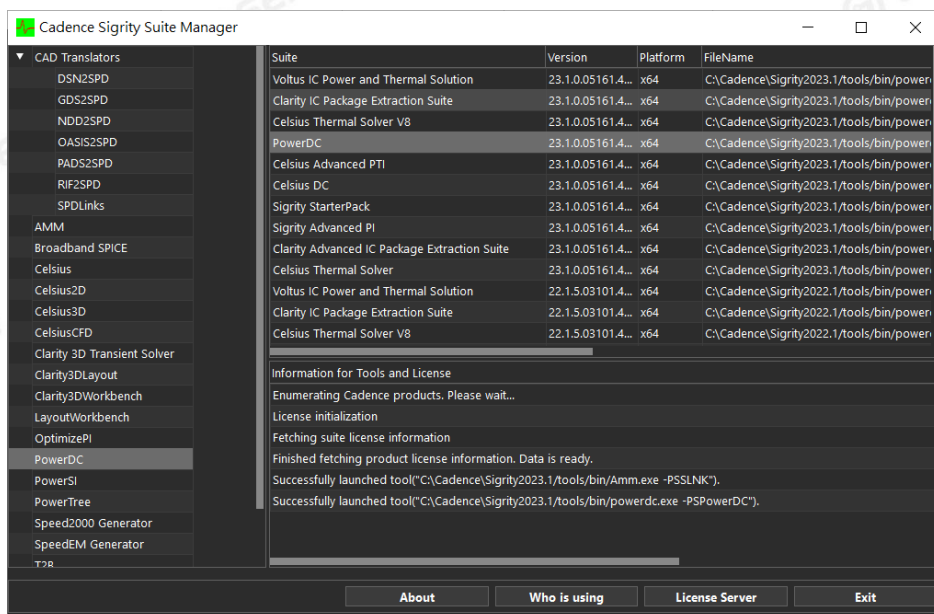 Cadence Sigrity Suite Manager
CAD Translators
DSN2SPD
GDS2SPD
NDD2SPD
OASIS2SPD
PADS2SPD
RIF2SPD
SPDLinks
AMM
Broadband SPICE
Celsius
Celsius2D
Celsius3D
CelsiusCFD
Clarity 3D Transient Solver
Clarity3DLayout
Clarity3DWorkbench
LayoutWorkbench
OptimizePI
PowerDC
PowerSI
PowerTree
Speed2000 Generator
SpeedEM Generator
T2B
Suite Version Platform FileName
Voltus IC Power and Thermal Solution 23.1.0.05161.4... x64 C:\Cadence\Sigrity2023.1/tools/bin/power
Clarity IC Package Extraction Suite 23.1.0.05161.4... x64 C:\Cadence\Sigrity2023.1/tools/bin/power
Celsius Thermal Solver V8 23.1.0.05161.4... x64 C:\Cadence\Sigrity2023.1/tools/bin/power
PowerDC 23.1.0.05161.4... x64 C:\Cadence\Sigrity2023.1/tools/bin/power
Celsius Advanced PTI 23.1.0.05161.4... x64 C:\Cadence\Sigrity2023.1/tools/bin/power
Celsius DC 23.1.0.05161.4... x64 C:\Cadence\Sigrity2023.1/tools/bin/power
Sigrity StarterPack 23.1.0.05161.4... x64 C:\Cadence\Sigrity2023.1/tools/bin/power
Sigrity Advanced PI 23.1.0.05161.4... x64 C:\Cadence\Sigrity2023.1/tools/bin/power
Clarity Advanced IC Package Extraction Suite 23.1.0.05161.4... x64 C:\Cadence\Sigrity2023.1/tools/bin/power
Celsius Thermal Solver 23.1.0.05161.4... x64 C:\Cadence\Sigrity2023.1/tools/bin/power
Voltus IC Power and Thermal Solution 22.1.5.03101.4... x64 C:\Cadence\Sigrity2022.1/tools/bin/power
Clarity IC Package Extraction Suite 22.1.5.03101.4... x64 C:\Cadence\Sigrity2022.1/tools/bin/power
Celsius Thermal Solver V8 22.1.5.03101.4... x64 C:\Cadence\Sigrity2022.1/tools/bin/power
Information for Tools and License
Enumerating Cadence products. Please wait...
License initialization
Fetching suite license information
Finished fetching product license information. Data is ready.
Successfully launched tool("C:\Cadence\Sigrity2023.1/tools/bin/Amm.exe -PSSLNK").
Successfully launched tool("C:\Cadence\Sigrity2023.1/tools/bin/powerdc.exe -PSPowerDC").
About Who is using License Server Exit